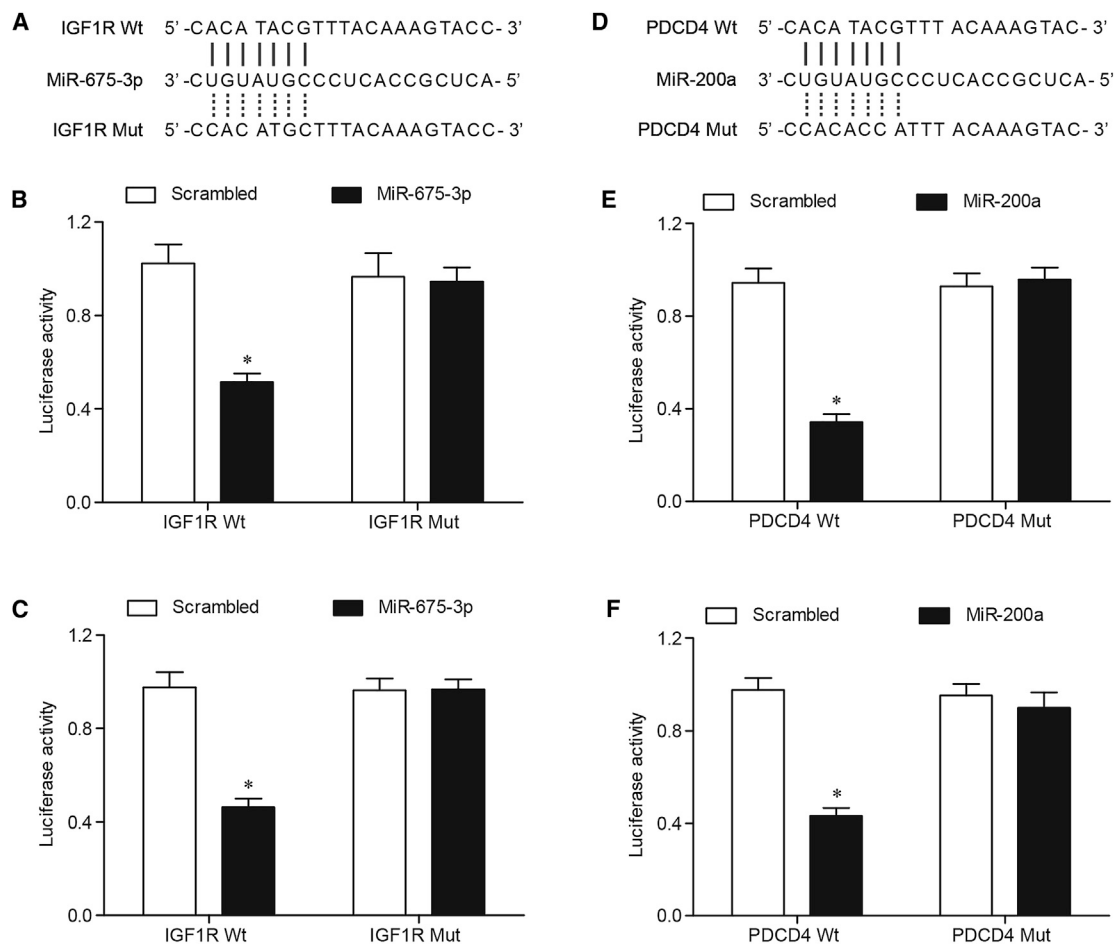 A
IGF1R Wt 5' -CACA TACGTTTACAAAGTACC- 3'
MiR-675-3p 3' -CUGUAUGCCCUCACCGCUCA- 5'
IGF1R Mut 5' -CCAC ATGCTTTACAAAGTACC- 3'
B
Scrambled MiR-675-3p
Luciferase activity
1.2
0.8
0.4
0.0
*
IGF1R Wt IGF1R Mut
C
Scrambled MiR-675-3p
Luciferase activity
1.2
0.8
0.4
0.0
*
IGF1R Wt IGF1R Mut
D
PDCD4 Wt 5' -CACA TACGTTT ACAAAGTACC- 3'
MiR-200a 3' -CUGUAUGCCCUCACCGCUCA- 5'
PDCD4 Mut 5' -CCACACC ATTT ACAAAGTAC- 3'
E
Scrambled MiR-200a
Luciferase activity
1.2
0.8
0.4
0.0
*
PDCD4 Wt PDCD4 Mut
F
Scrambled MiR-200a
Luciferase activity
1.2
0.8
0.4
0.0
*
PDCD4 Wt PDCD4 Mut